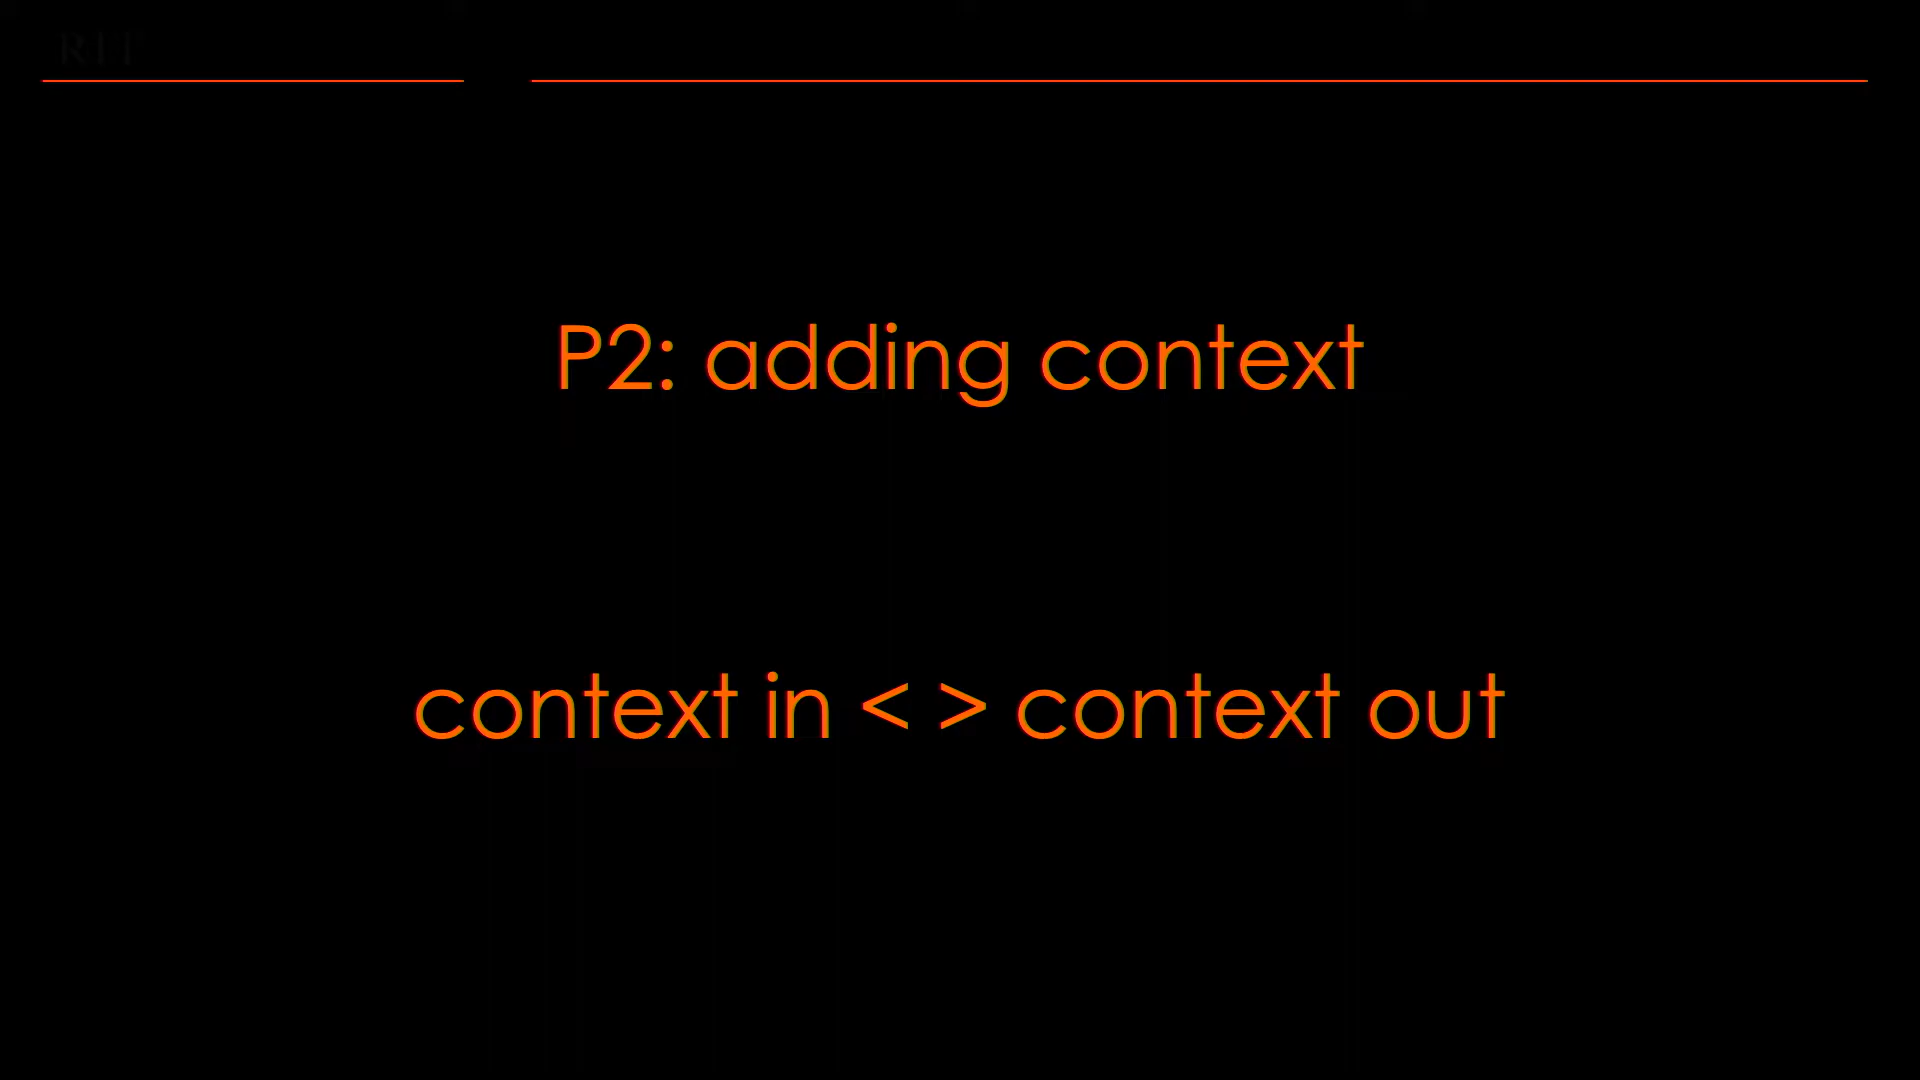 P2: adding context
context in < > context out